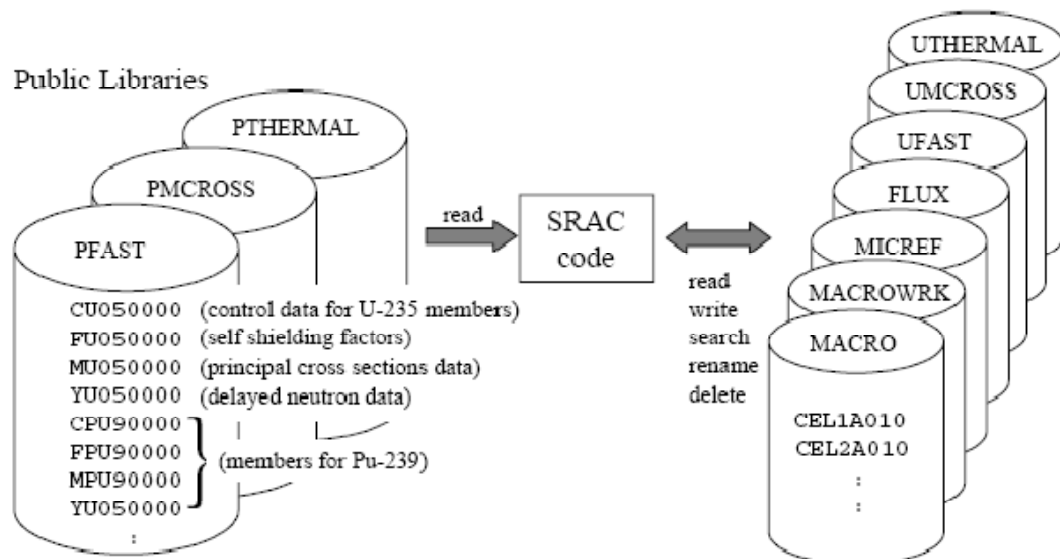 Public Libraries
PTHERMAL
PMCROSS
PFAST
CU050000 (control data for U-235 members)
FU050000 (self shielding factors)
MU050000 (principal cross sections data)
YU050000 (delayed neutron data)
CPU90000
FPU90000
MPU90000
YU050000
(members for Pu-239)
:
read
SRAC
code
read
write
search
rename
delete
UTHERMAL
UMCROSS
UFAST
FLUX
MICREF
MACROWRK
MACRO
CEL1A010
CEL2A010
:
: